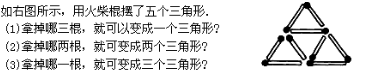 如右图所示，用火柴棍摆了五个三角形．
(1)拿掉哪三根，就可以变成一个三角形？
(2)拿掉哪两根，就可变成两个三角形？
(3)拿掉哪一根，就可变成三个三角形？